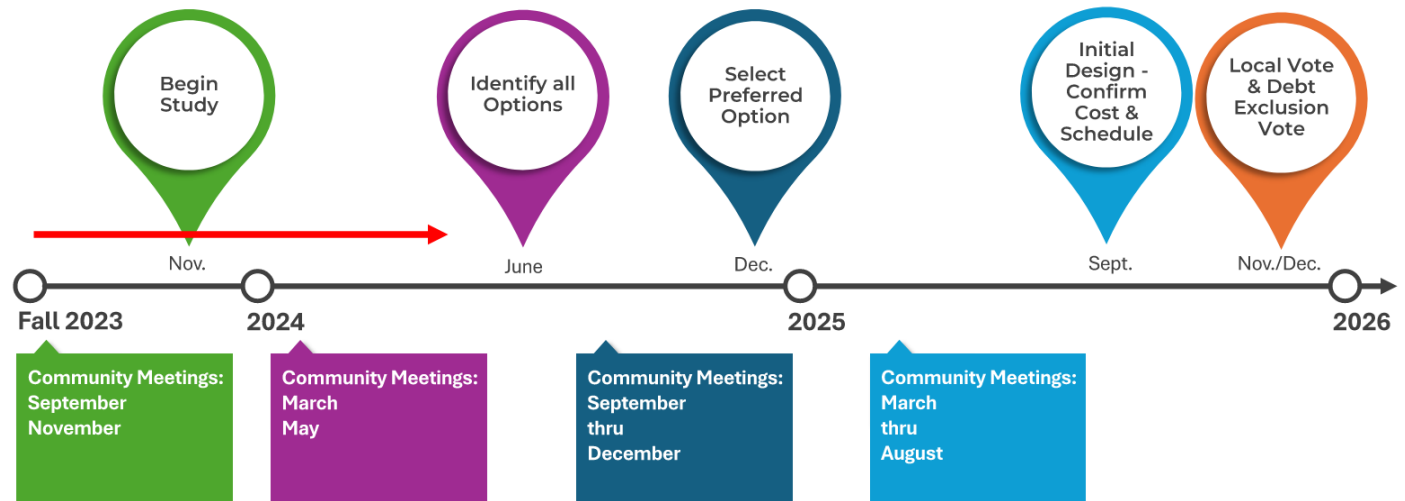 Begin
Study
Identify all
Options
Select
Preferred
Option
Initial
Design -
Confirm
Cost &
Schedule
Local Vote
& Debt
Exclusion
Vote
Nov.
June
Dec.
Sept.
Nov./Dec.
Fall 2023
2024
2025
2026
Community Meetings:
September
November
Community Meetings:
March
May
Community Meetings:
September
thru
December
Community Meetings:
March
thru
August